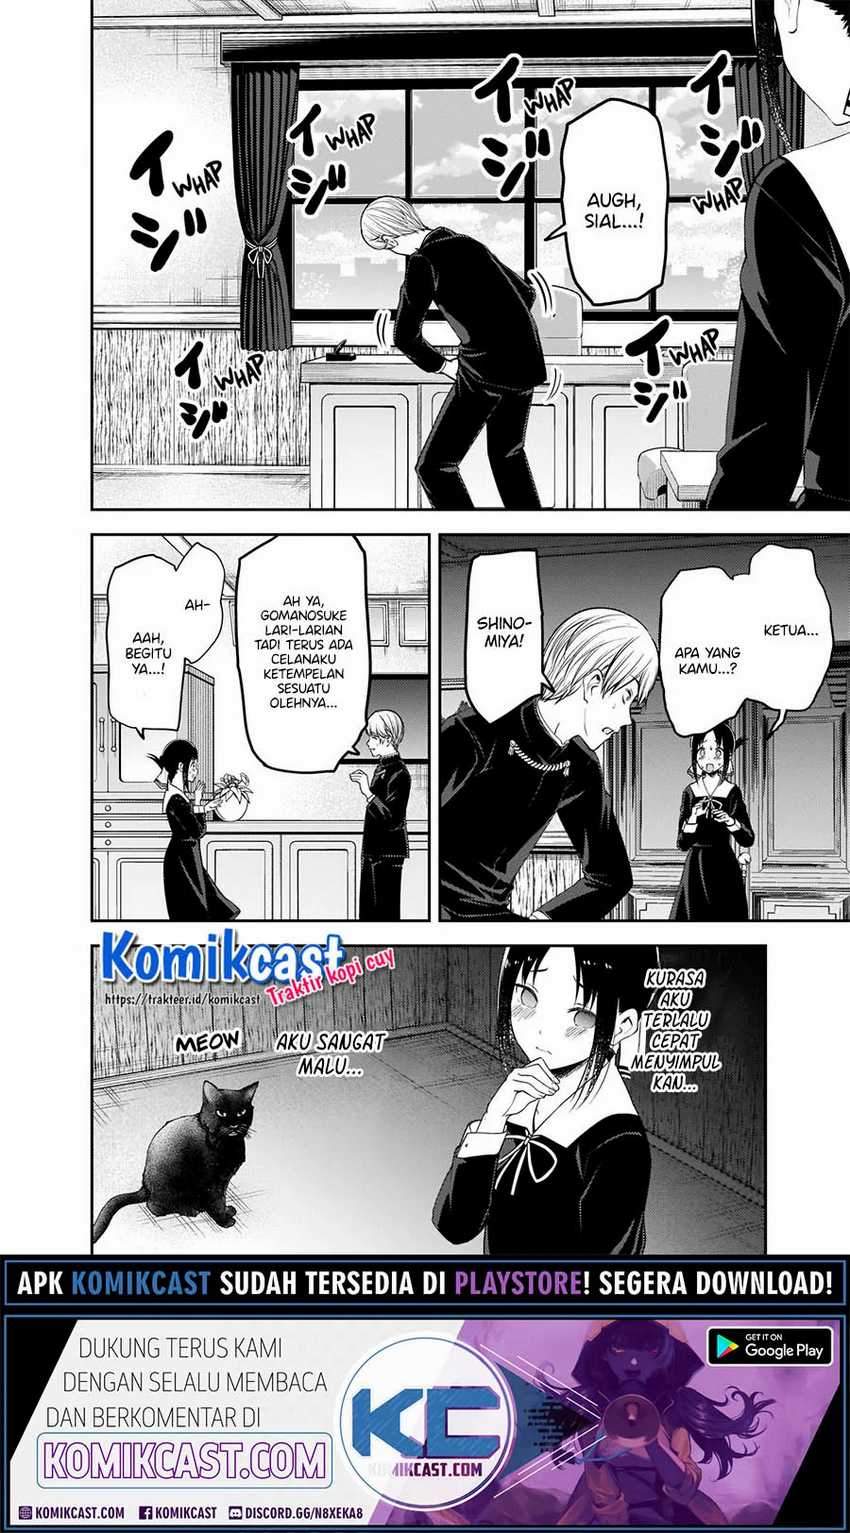 イジ
WHAP
イジ
WHAP
イジ
WHAP
イジ
WHAP
AUGH,
SIAL...!
イジ
WHAP
イジ
WHAP
KETUA...
APA YANG
KAMU...?
SHINO-
MIYA!
AH YA,
GOMANOSUKE
LARI-LARIAN
TADI TERUS ADA
CELANAKU
KETEMPELAN
SESUATU
OLEHNYA...
AH-
AAH,
BEGITU
YA...!
KURASA
AKU
TERLALU
CEPAT
MENYIMPUL
KAN...
AKU SANGAT
MALU...
MEOW
Komikcast
Traktir kopi cuy
https://trakteer.id/komikcast
APK KOMIKCAST SUDAH TERSEDIA DI PLAYSTORE! SEGERA DOWNLOAD!
DUKUNG TERUS KAMI
DENGAN SELALU MEMBACA
DAN BERKOMENTAR DI
KOMIKCAST.COM
KOMIKCAST.COM KOMIKCAST DISCORD.GG/N8XEKA8
KC
KOMIKCAST.COM
GET IT ON
Google Play